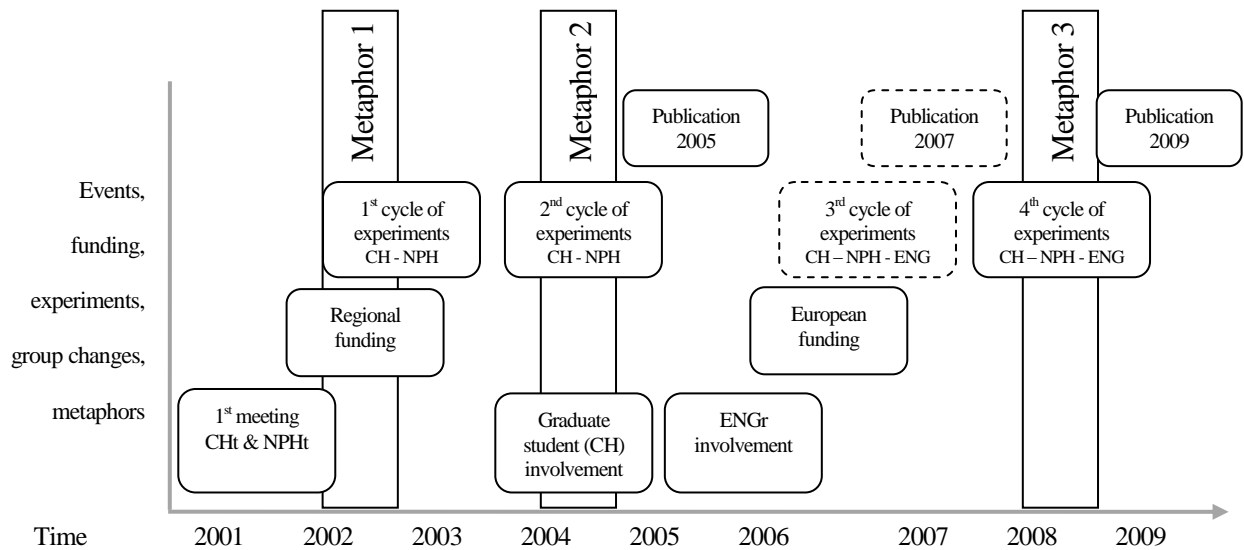 Metaphor 1
Metaphor 2
Metaphor 3
Publication
2005
Publication
2007
Publication
2009
Events,
funding,
experiments,
group changes,
metaphors
1st cycle of
experiments
CH - NPH
2nd cycle of
experiments
CH - NPH
3rd cycle of
experiments
CH – NPH - ENG
4th cycle of
experiments
CH – NPH - ENG
Regional
funding
European
funding
1st meeting
CHt & NPHt
Graduate
student (CH)
involvement
ENGr
involvement
Time 2001 2002 2003 2004 2005 2006 2007 2008 2009